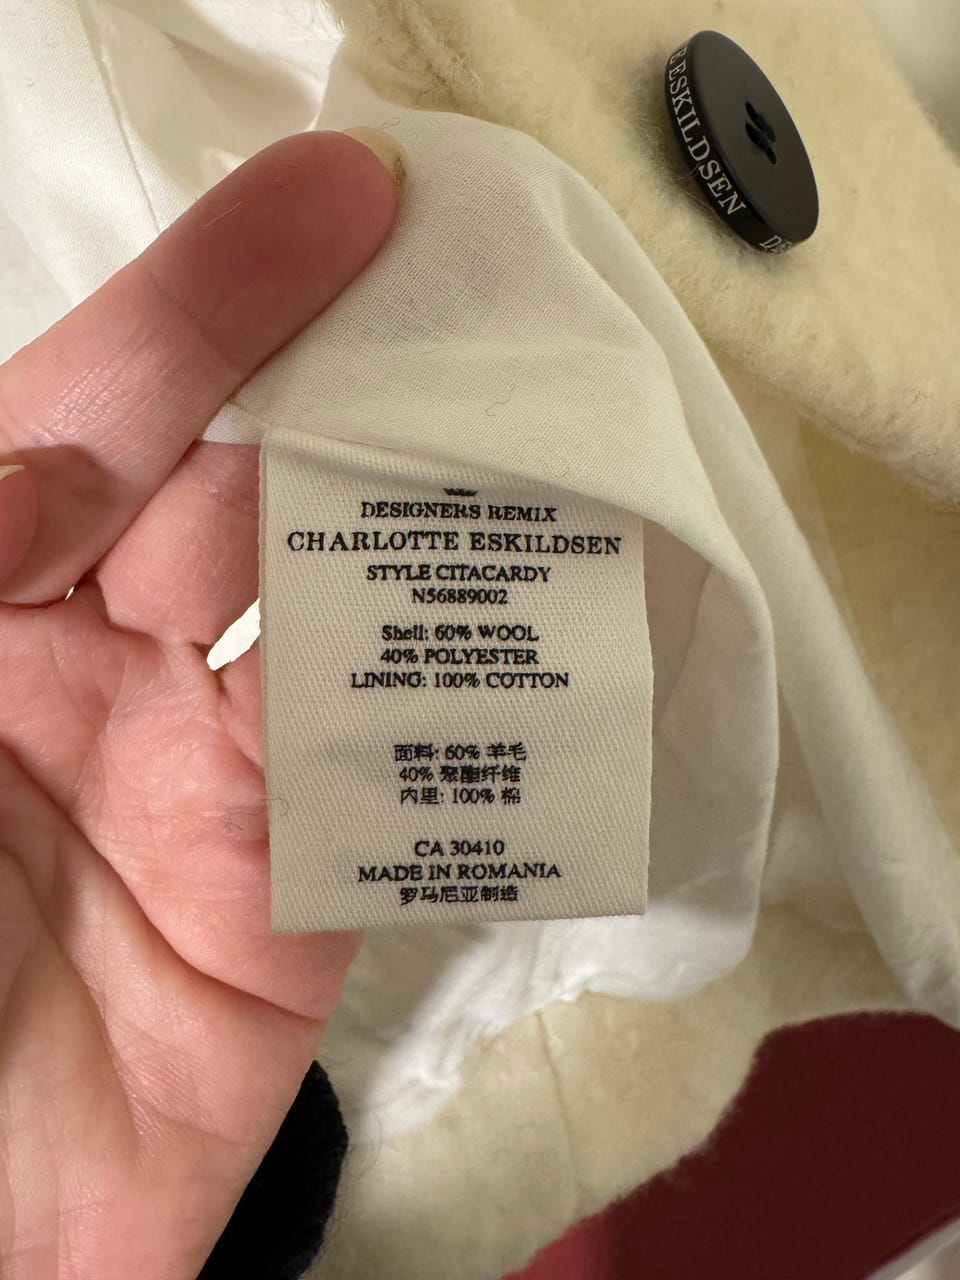 EESKILDSEN
DESIGNERS REMIX
CHARLOTTE ESKILDSEN
STYLE CITACARDY
N56889002
Shell: 60% WOOL
40% POLYESTER
LINING: 100% COTTON
面料: 60% 羊毛
40% 聚酯纤维
内里: 100% 棉
CA 30410
MADE IN ROMANIA
罗马尼亚制造